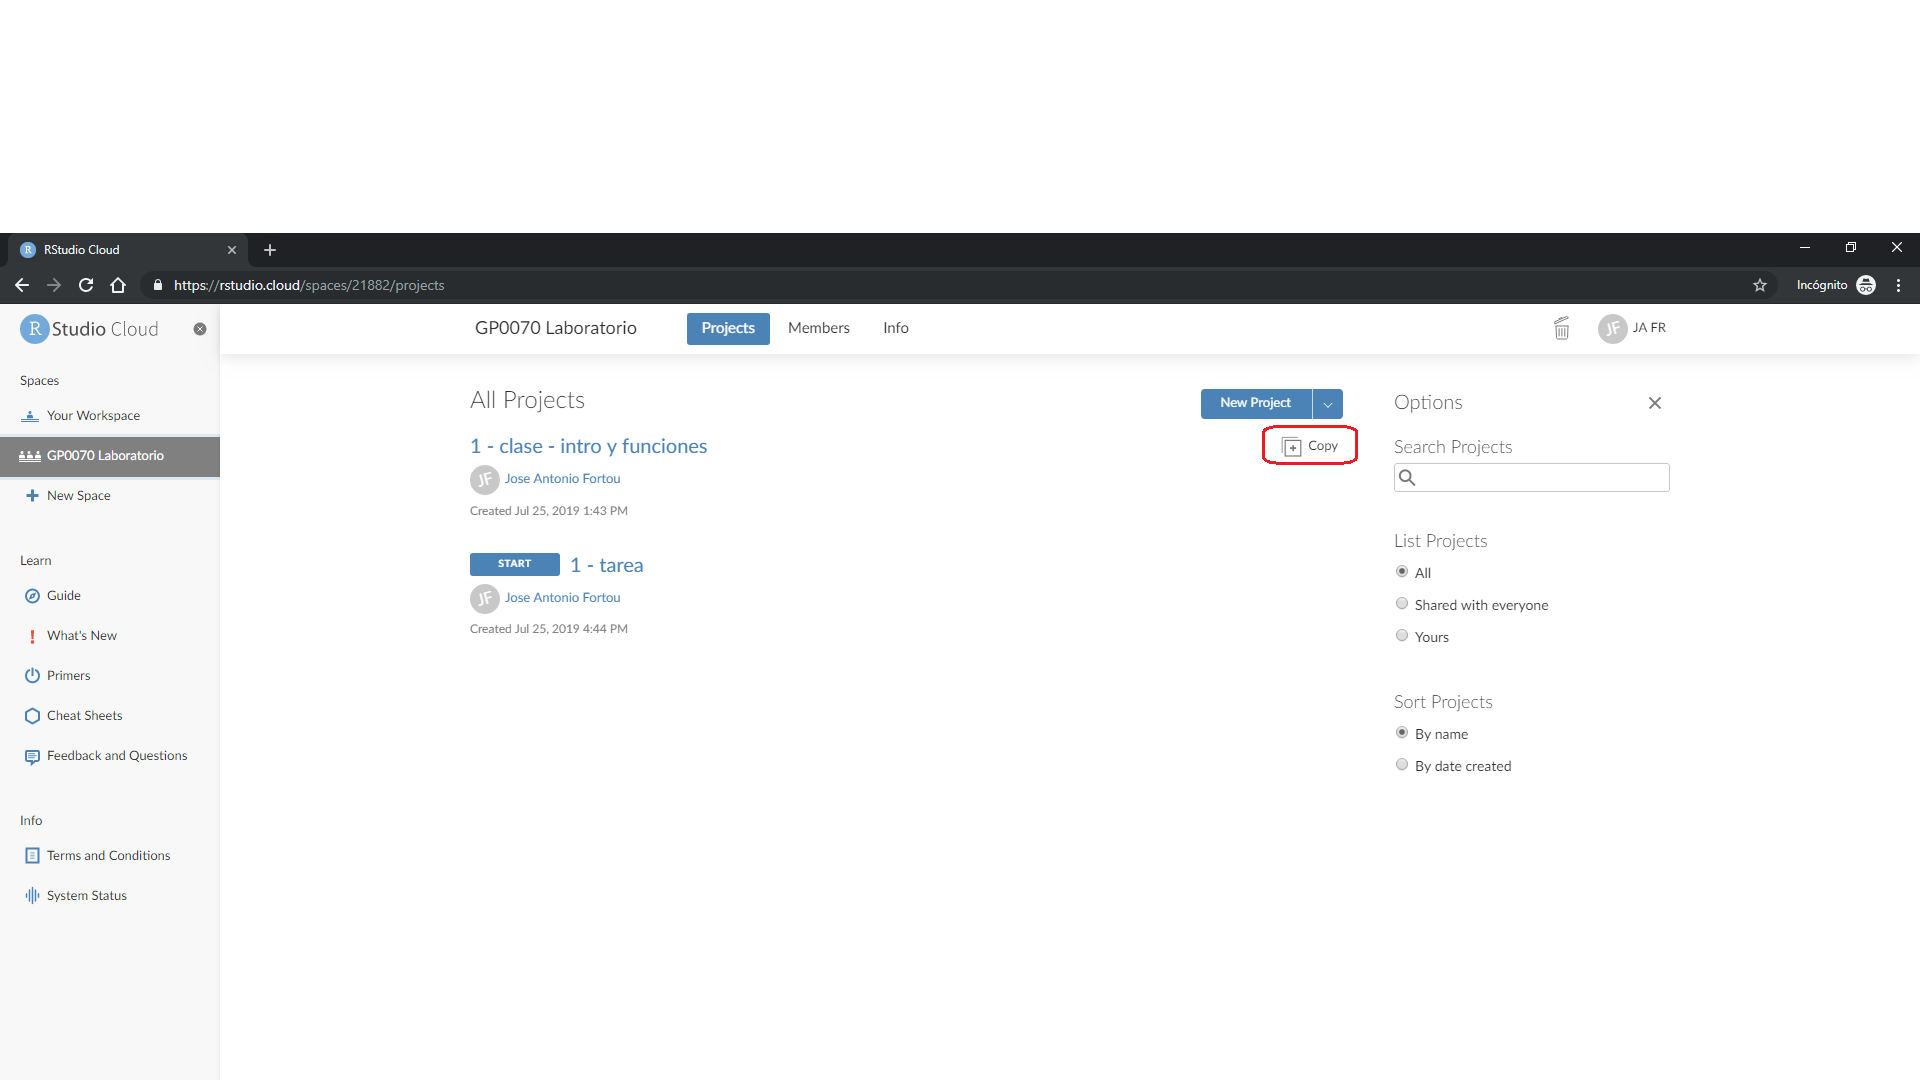 RStudio Cloud
https://rstudio.cloud/spaces/21882/projects
Incógnito
R Studio Cloud
Spaces
Your Workspace
GP0070 Laboratorio
New Space
Learn
Guide
What's New
Primers
Cheat Sheets
Feedback and Questions
Info
Terms and Conditions
System Status
GP0070 Laboratorio
Projects
Members
Info
JF JA FR
All Projects
New Project
1 - clase - intro y funciones
Copy
JF Jose Antonio Fortou
Created Jul 25, 2019 1:43 PM
START 1 - tarea
JF Jose Antonio Fortou
Created Jul 25, 2019 4:44 PM
Options
Search Projects
List Projects
All
Shared with everyone
Yours
Sort Projects
By name
By date created